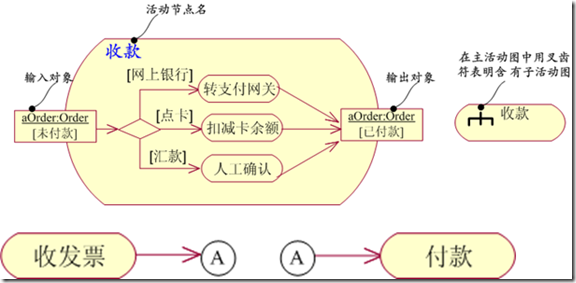 活动节点名
收款
输入对象
aOrder:Order
[未付款]
[网上银行]
转支付网关
[点卡]
扣减卡余额
[汇款]
人工确认
输出对象
aOrder:Order
[已付款]
在主活动图中用叉齿
符表明含 有子活动图
收款
收发票
A
A
付款